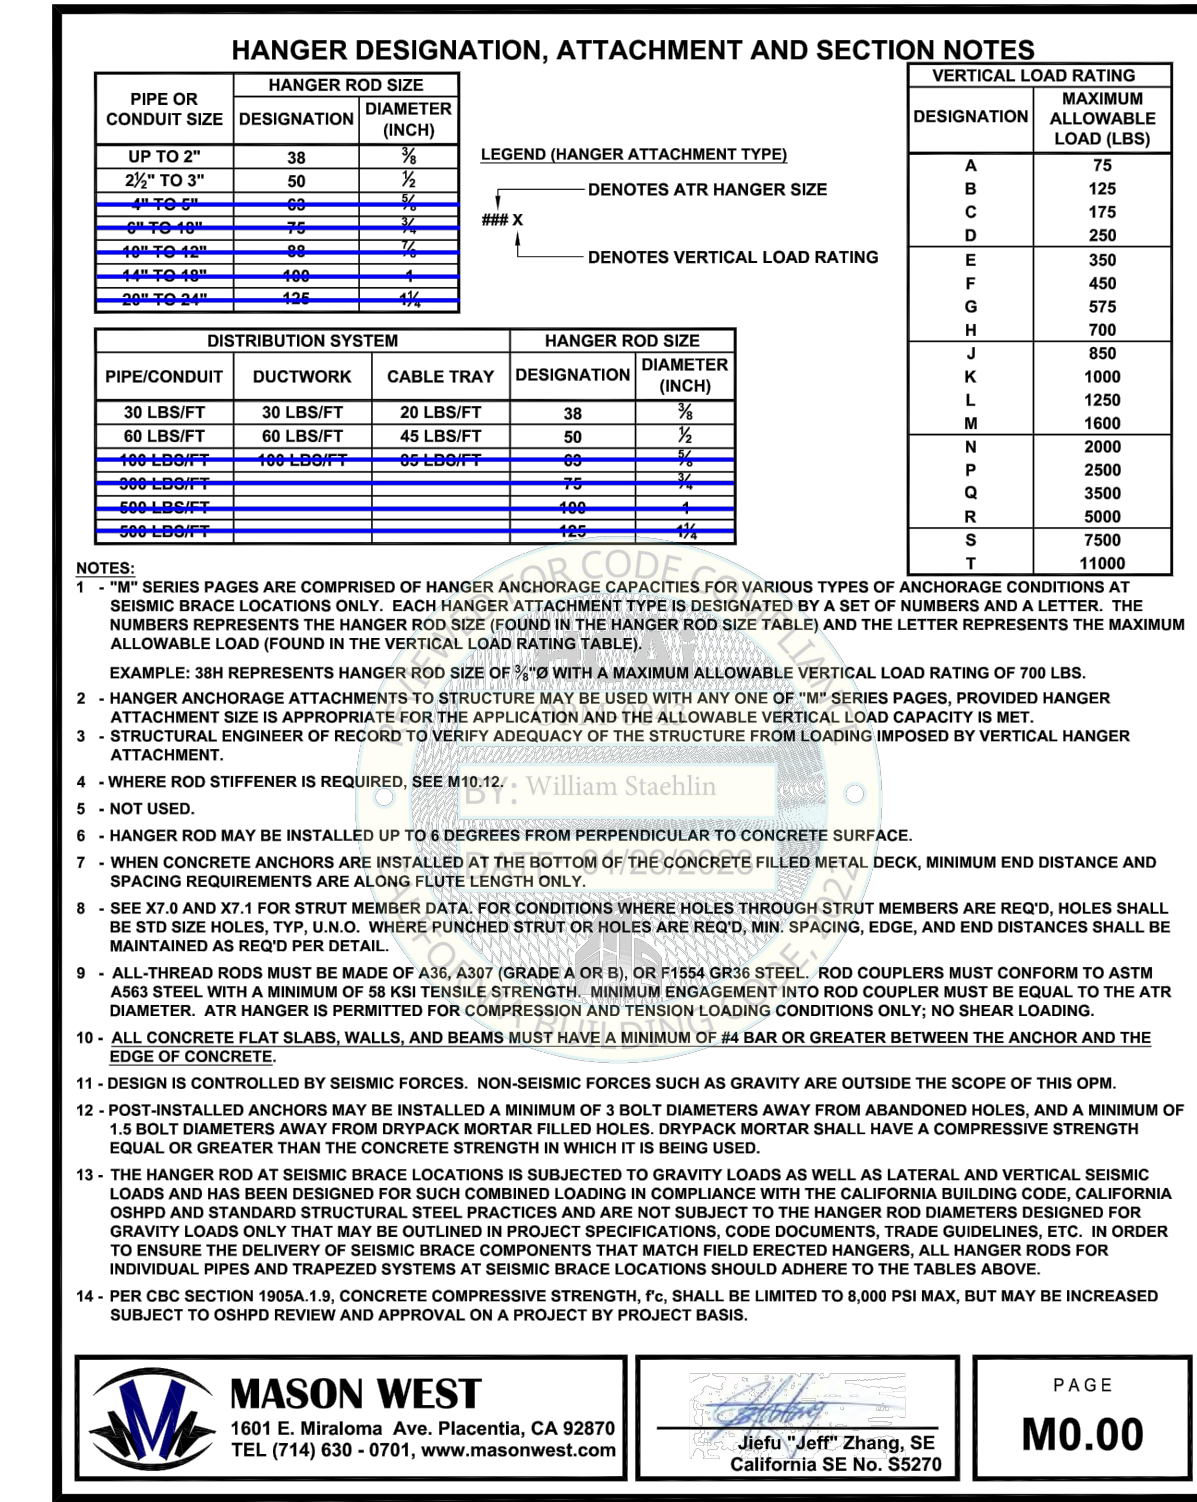 HANGER DESIGNATION, ATTACHMENT AND SECTION NOTES
PIPE OR CONDUIT SIZE | HANGER ROD SIZE
DESIGNATION | DIAMETER (INCH)
UP TO 2" | 38 | 3/8
2½" TO 3" | 50 | ½
4" TO 5" | 63 | 5/8
6" TO 18" | 75 | ¾
10" TO 12" | 88 | 7/8
14" TO 18" | 100 | 1
20" TO 24" | 125 | 1¼
LEGEND (HANGER ATTACHMENT TYPE)
DENOTES ATR HANGER SIZE
### X
DENOTES VERTICAL LOAD RATING
VERTICAL LOAD RATING
DESIGNATION | MAXIMUM ALLOWABLE LOAD (LBS)
A | 75
B | 125
C | 175
D | 250
E | 350
F | 450
G | 575
H | 700
J | 850
K | 1000
L | 1250
M | 1600
N | 2000
P | 2500
Q | 3500
R | 5000
S | 7500
T | 11000
DISTRIBUTION SYSTEM | HANGER ROD SIZE
PIPE/CONDUIT | DUCTWORK | CABLE TRAY | DESIGNATION | DIAMETER (INCH)
30 LBS/FT | 30 LBS/FT | 20 LBS/FT | 38 | 3/8
60 LBS/FT | 60 LBS/FT | 45 LBS/FT | 50 | ½
100 LBS/FT | 100 LBS/FT | 85 LBS/FT | 63 | 5/8
300 LBS/FT | 75 | ¾
500 LBS/FT | 100 | 1
500 LBS/FT | 125 | 1¼
NOTES:
1 - "M" SERIES PAGES ARE COMPRISED OF HANGER ANCHORAGE CAPACITIES FOR VARIOUS TYPES OF ANCHORAGE CONDITIONS AT
SEISMIC BRACE LOCATIONS ONLY. EACH HANGER ATTACHMENT TYPE IS DESIGNATED BY A SET OF NUMBERS AND A LETTER. THE
NUMBERS REPRESENTS THE HANGER ROD SIZE (FOUND IN THE HANGER ROD SIZE TABLE) AND THE LETTER REPRESENTS THE MAXIMUM
ALLOWABLE LOAD (FOUND IN THE VERTICAL LOAD RATING TABLE).
EXAMPLE: 38H REPRESENTS HANGER ROD SIZE OF 3/8"Ø WITH A MAXIMUM ALLOWABLE VERTICAL LOAD RATING OF 700 LBS.
2 - HANGER ANCHORAGE ATTACHMENTS TO STRUCTURE MAY USED WITH ANY ONE OF "M" SERIES PAGES, PROVIDED HANGER
ATTACHMENT SIZE IS APPROPRIATE FOR THE APPLICATION AND THE ALLOWABLE VERTICAL LOAD CAPACITY IS MET.
3 - STRUCTURAL ENGINEER OF RECORD TO VERIFY ADEQUACY OF THE STRUCTURE FROM LOADING IMPOSED BY VERTICAL HANGER
ATTACHMENT.
4 - WHERE ROD STIFFENER IS REQUIRED, SEE M10.12.
5 - NOT USED.
6 - HANGER ROD MAY BE INSTALLED UP TO 6 DEGREES FROM PERPENDICULAR TO CONCRETE SURFACE.
7 - WHEN CONCRETE ANCHORS ARE INSTALLED AT THE BOTTOM OF THE CONCRETE FILLED METAL DECK, MINIMUM END DISTANCE AND
SPACING REQUIREMENTS ARE ALONG FLUTE LENGTH ONLY.
8 - SEE X7.0 AND X7.1 FOR STRUT MEMBER DATA. FOR CONDITIONS WHERE HOLES THROUGH STRUT MEMBERS ARE REQ'D, HOLES SHALL
BE STD SIZE HOLES, TYP, U.N.O. WHERE PUNCHED STRUT OR HOLES ARE REQ'D, MIN. SPACING, EDGE, AND END DISTANCES SHALL BE
MAINTAINED AS REQ'D PER DETAIL.
9 - ALL-THREAD RODS MUST BE MADE OF A36, A307 (GRADE A OR B), OR F1554 GR36 STEEL. ROD COUPLERS MUST CONFORM TO ASTM
A563 STEEL WITH A MINIMUM OF 58 KSI TENSILE STRENGTH. MINIMUM ENGAGEMENT INTO ROD COUPLER MUST BE EQUAL TO THE ATR
DIAMETER. ATR HANGER IS PERMITTED FOR COMPRESSION AND TENSION LOADING CONDITIONS ONLY; NO SHEAR LOADING.
10 - ALL CONCRETE FLAT SLABS, WALLS, AND BEAMS MUST HAVE A MINIMUM OF #4 BAR OR GREATER BETWEEN THE ANCHOR AND THE
EDGE OF CONCRETE.
11 - DESIGN IS CONTROLLED BY SEISMIC FORCES. NON-SEISMIC FORCES SUCH AS GRAVITY ARE OUTSIDE THE SCOPE OF THIS OPM.
12 - POST-INSTALLED ANCHORS MAY BE INSTALLED A MINIMUM OF 3 BOLT DIAMETERS AWAY FROM ABANDONED HOLES, AND A MINIMUM OF
1.5 BOLT DIAMETERS AWAY FROM DRYPACK MORTAR FILLED HOLES. DRYPACK MORTAR SHALL HAVE A COMPRESSIVE STRENGTH
EQUAL OR GREATER THAN THE CONCRETE STRENGTH IN WHICH IT IS BEING USED.
13 - THE HANGER ROD AT SEISMIC BRACE LOCATIONS IS SUBJECTED TO GRAVITY LOADS AS WELL AS LATERAL AND VERTICAL SEISMIC
LOADS AND HAS BEEN DESIGNED FOR SUCH COMBINED LOADING IN COMPLIANCE WITH THE CALIFORNIA BUILDING CODE, CALIFORNIA
OSHPD AND STANDARD STRUCTURAL STEEL PRACTICES AND ARE NOT SUBJECT TO THE HANGER ROD DIAMETERS DESIGNED FOR
GRAVITY LOADS ONLY THAT MAY BE OUTLINED IN PROJECT SPECIFICATIONS, CODE DOCUMENTS, TRADE GUIDELINES, ETC. IN ORDER
TO ENSURE THE DELIVERY OF SEISMIC BRACE COMPONENTS THAT MATCH FIELD ERECTED HANGERS, ALL HANGER RODS FOR
INDIVIDUAL PIPES AND TRAPEZED SYSTEMS AT SEISMIC BRACE LOCATIONS SHOULD ADHERE TO THE TABLES ABOVE.
14 - PER CBC SECTION 1905A.1.9, CONCRETE COMPRESSIVE STRENGTH, f'c, SHALL BE LIMITED TO 8,000 PSI MAX, BUT MAY BE INCREASED
SUBJECT TO OSHPD REVIEW AND APPROVAL ON A PROJECT BY PROJECT BASIS.
REVIEWED FOR CODE COMPLIANCE
HCAi
BY: William Staehlin
DATE: 01/23/2023
CALIFORNIA BUILDING CODE, 2022
MASON WEST
1601 E. Miraloma Ave. Placentia, CA 92870
TEL (714) 630 - 0701, www.masonwest.com
Jiefu "Jeff" Zhang, SE
California SE No. S5270
PAGE
M0.00